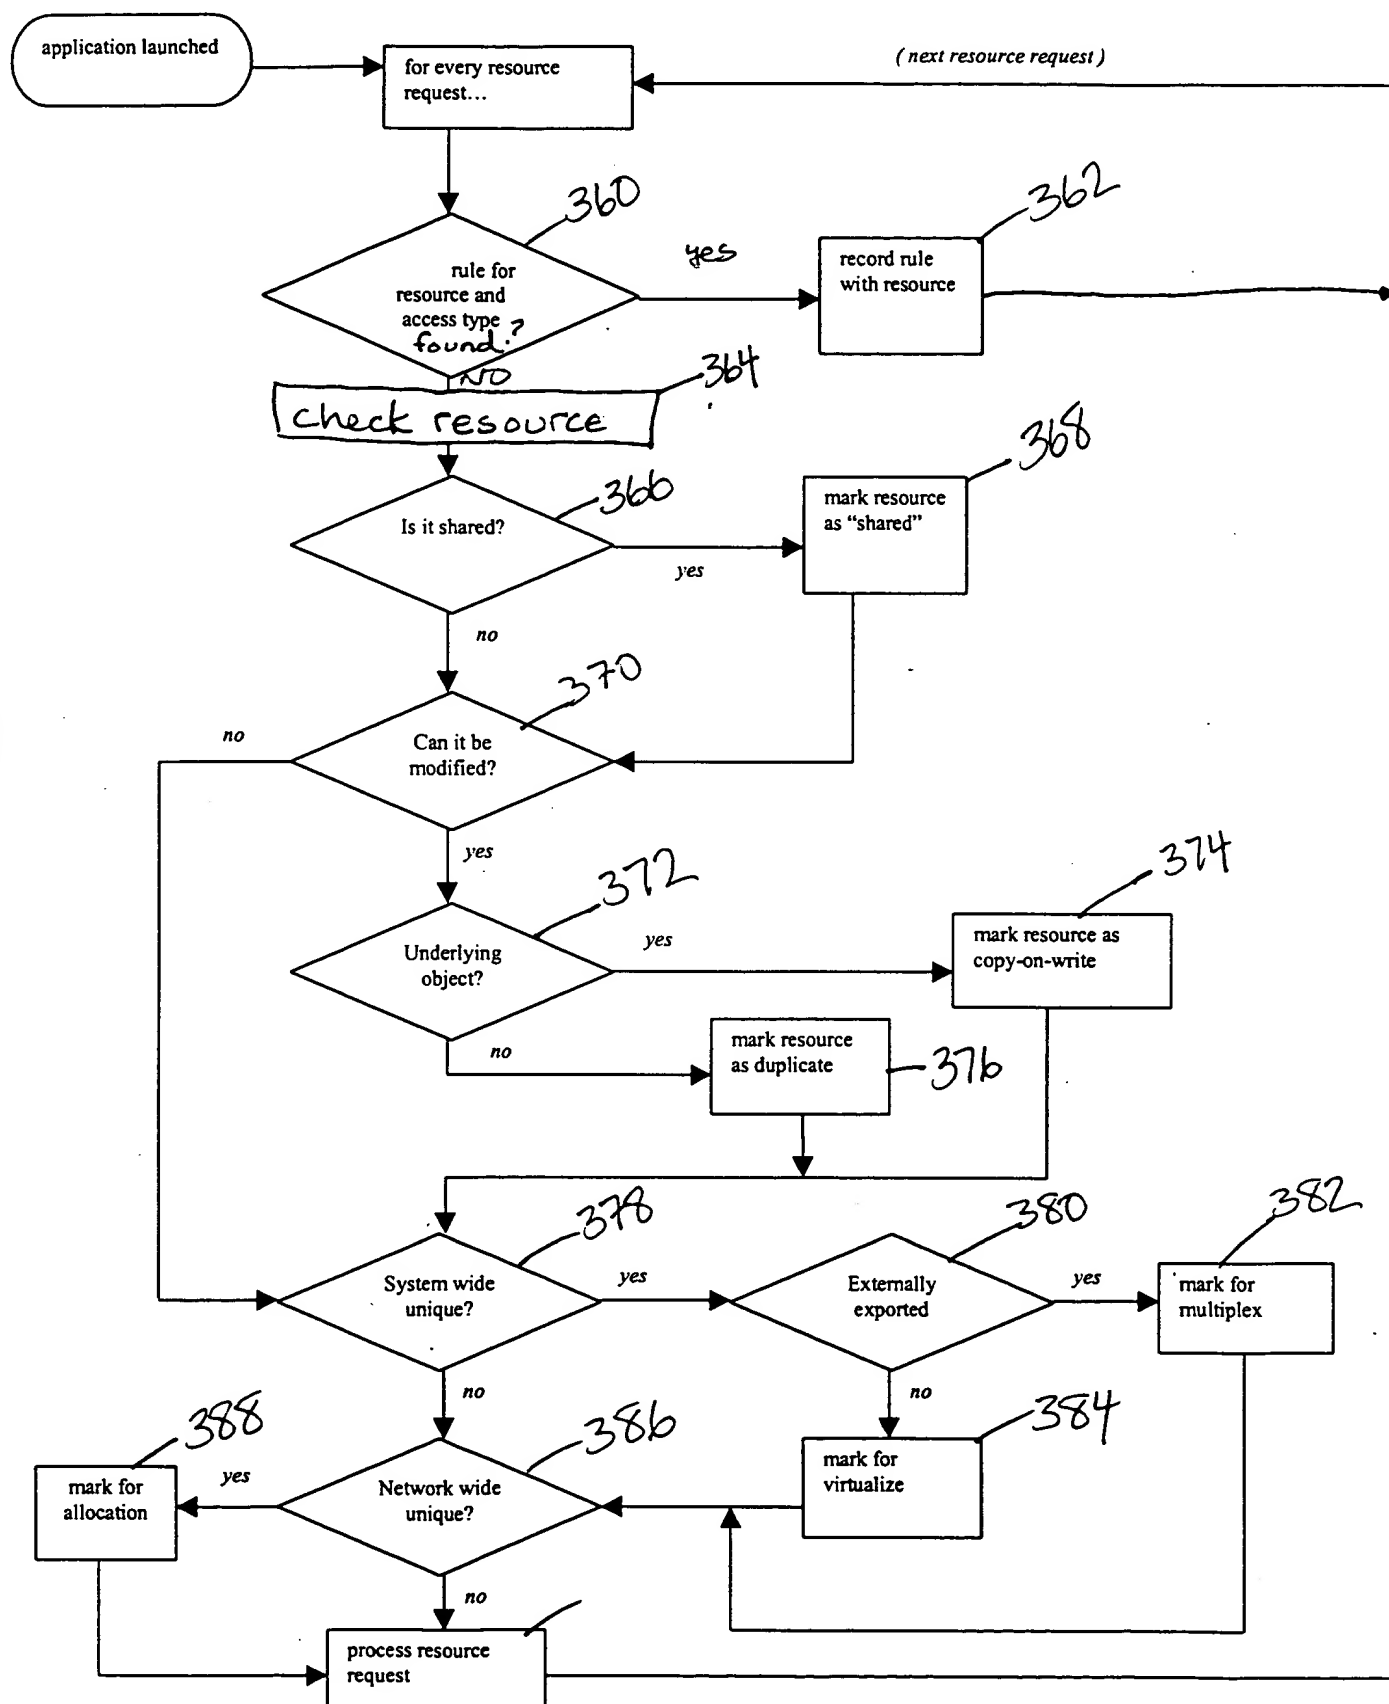 application launched
for every resource
request...
( next resource request )
360
362
rule for
resource and
access type
found?
yes
record rule
with resource
NO
364
check resource
366
368
Is it shared?
yes
mark resource
as “shared”
no
370
no
Can it be
modified?
yes
372
374
Underlying
object?
yes
mark resource as
copy-on-write
no
mark resource
as duplicate
376
378
380
382
System wide
unique?
yes
Externally
exported
yes
mark for
multiplex
no
no
388
386
384
mark for
allocation
yes
Network wide
unique?
mark for
virtualize
no
process resource
request